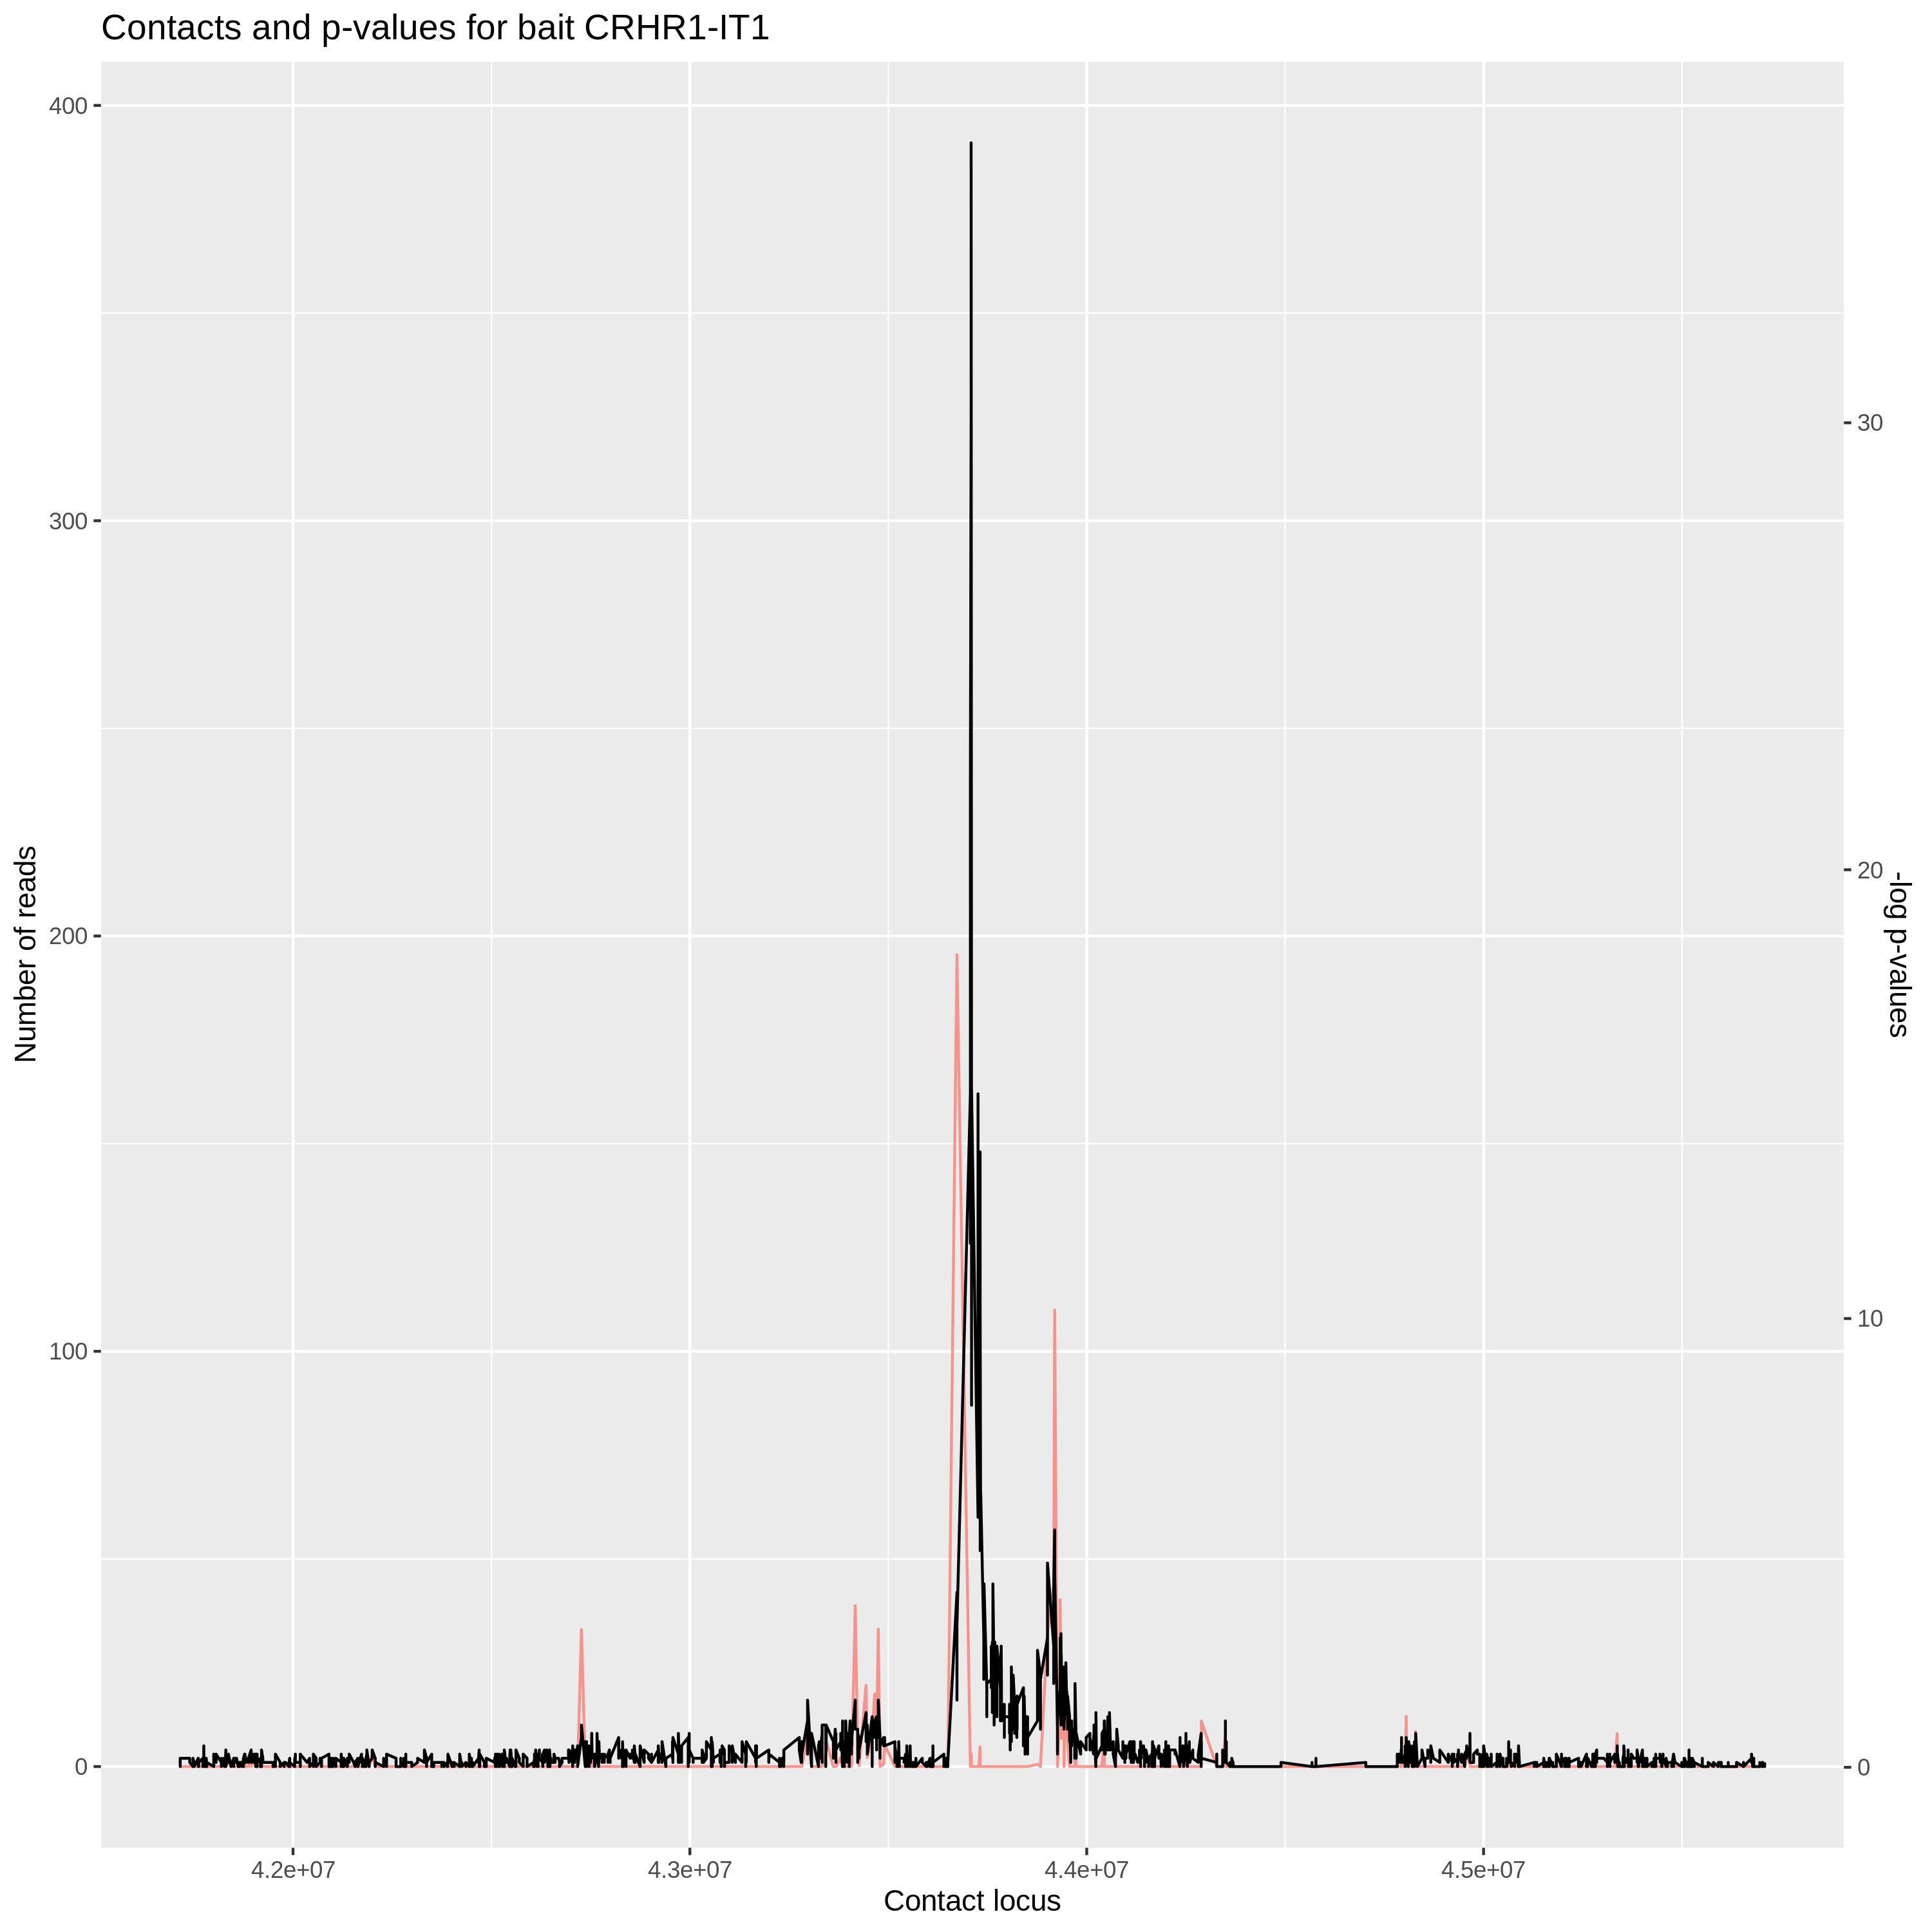 Contacts and p-values for bait CRHR1-IT1
400
300
200
100
0
Number of reads
30
20
10
0
-log p-values
4.2e+07
4.3e+07
4.4e+07
4.5e+07
Contact locus